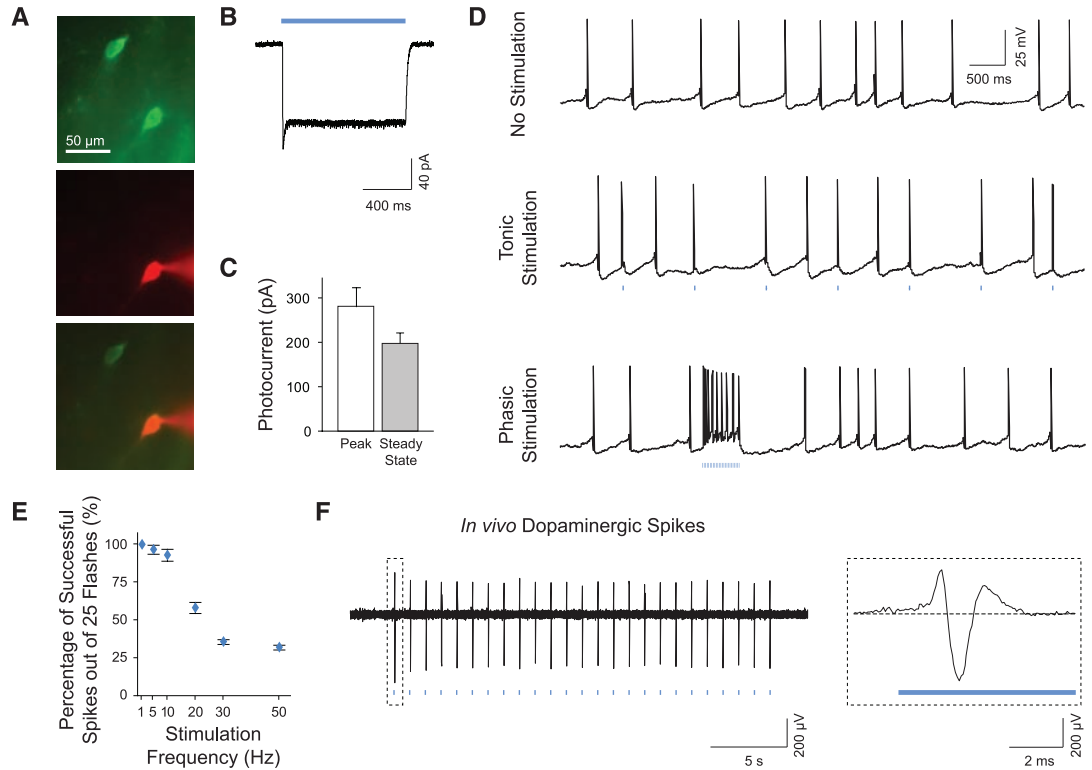 A
50 µm
B
400 ms
40 pA
C
Photocurrent (pA)
300
200
100
0
Peak
Steady
State
D
No Stimulation
25 mV
500 ms
Tonic
Stimulation
Phasic
Stimulation
E
Percentage of Successful
Spikes out of 25 Flashes (%)
100
75
50
25
0
1 5 10 20 30 50
Stimulation
Frequency (Hz)
F
In vivo Dopaminergic Spikes
5 s
200 µV
2 ms
200 µV